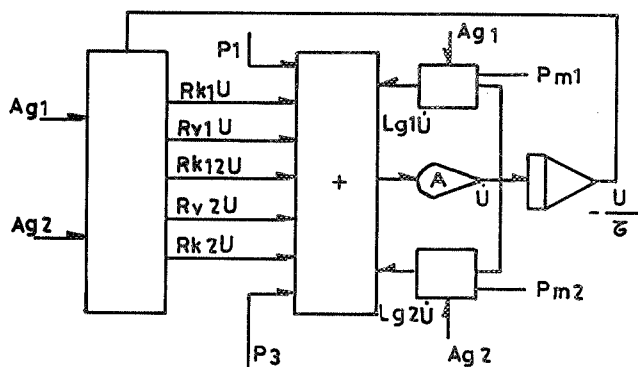 Ag1
P1
Pm1
Rk1U
Ag1
Lg1U̇
Rv1U
Rk12U
+
A
U̇
U
Rv2U
-
τ
Ag2
Rk2U
Pm2
Lg2U̇
P3
Ag2